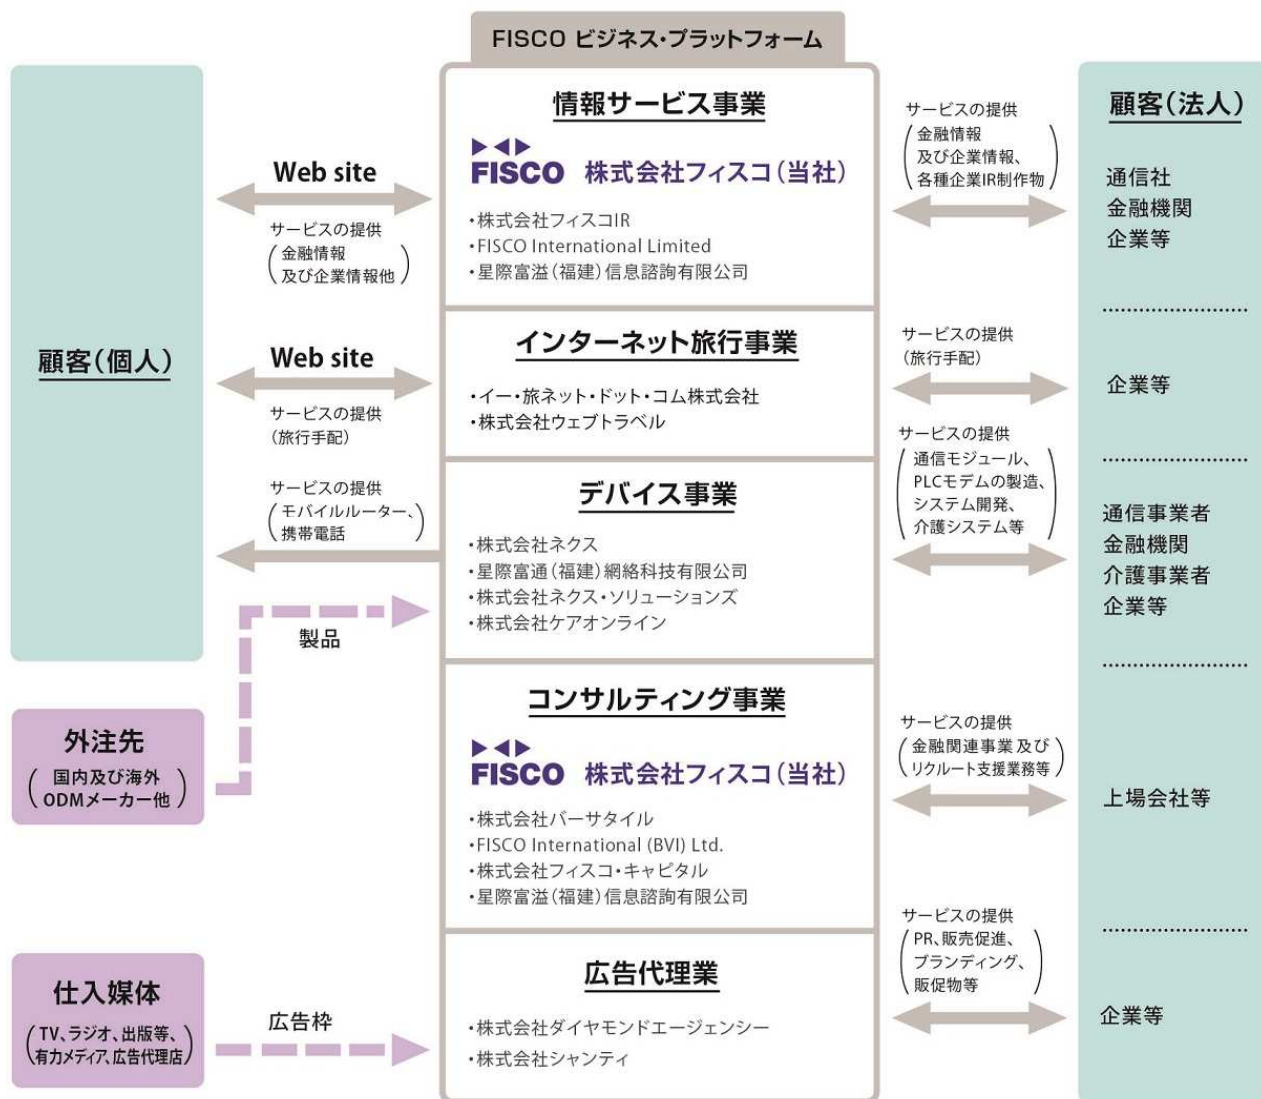 FISCO ビジネス・プラットフォーム
顧客(個人)
Web site
サービスの提供
(金融情報
及び企業情報他)
Web site
サービスの提供
(旅行手配)
サービスの提供
(モバイルルーター、
携帯電話)
製品
外注先
(国内及び海外
ODMメーカー他)
仕入媒体
(TV、ラジオ、出版等、
有力メディア、広告代理店)
広告枠
情報サービス事業
FISCO 株式会社フィスコ(当社)
・株式会社フィスコIR
・FISCO International Limited
・星際富溢(福建)信息諮詢有限公司
インターネット旅行事業
・イー・旅ネット・ドット・コム株式会社
・株式会社ウェブトラベル
デバイス事業
・株式会社ネクス
・星際富通(福建)網絡科技有限公司
・株式会社ネクス・ソリューションズ
・株式会社ケアオンライン
コンサルティング事業
FISCO 株式会社フィスコ(当社)
・株式会社バーサタイル
・FISCO International (BVI) Ltd.
・株式会社フィスコ・キャピタル
・星際富溢(福建)信息諮詢有限公司
広告代理業
・株式会社ダイヤモンドエージェンシー
・株式会社シャンティ
サービスの提供
(金融情報
及び企業情報、
各種企業IR制作物)
サービスの提供
(旅行手配)
サービスの提供
(通信モジュール、
PLCモデムの製造、
システム開発、
介護システム等)
サービスの提供
(金融関連事業及び
リクルート支援業務等)
サービスの提供
(PR、販売促進、
ブランディング、
販促物等)
顧客(法人)
通信社
金融機関
企業等
企業等
通信事業者
金融機関
介護事業者
企業等
上場会社等
企業等